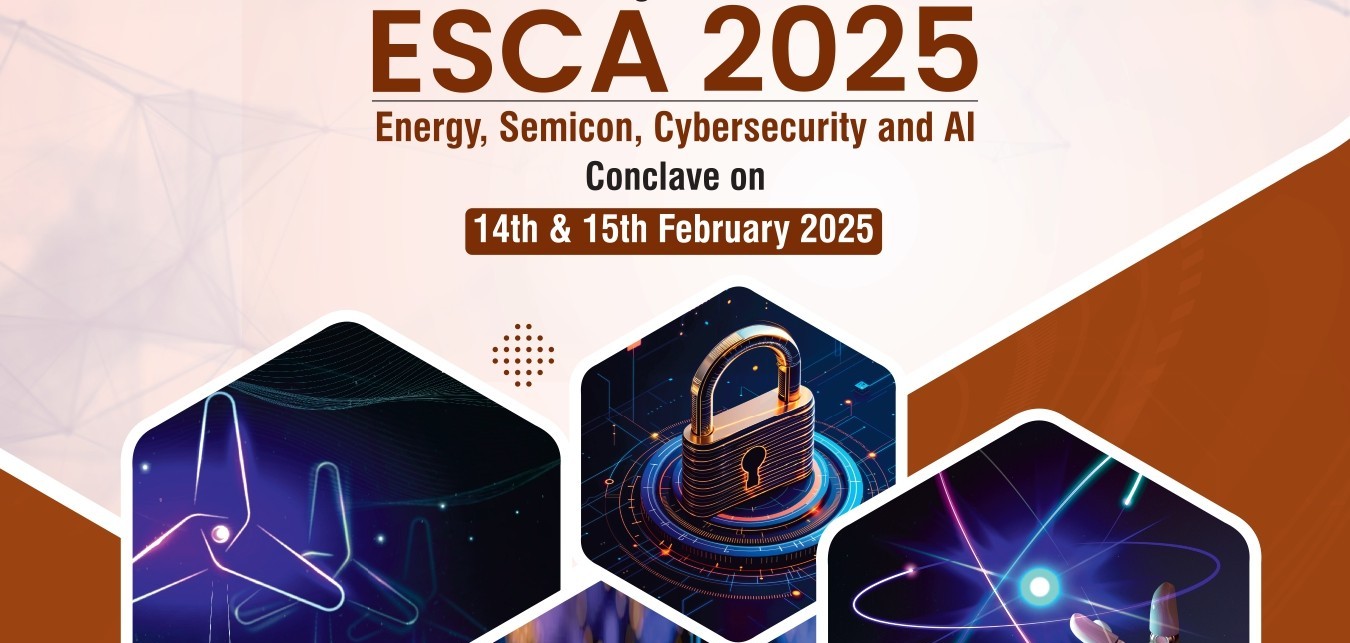 ESCA 2025
Energy, Semicon, Cybersecurity and AI
Conclave on
14th & 15th February 2025